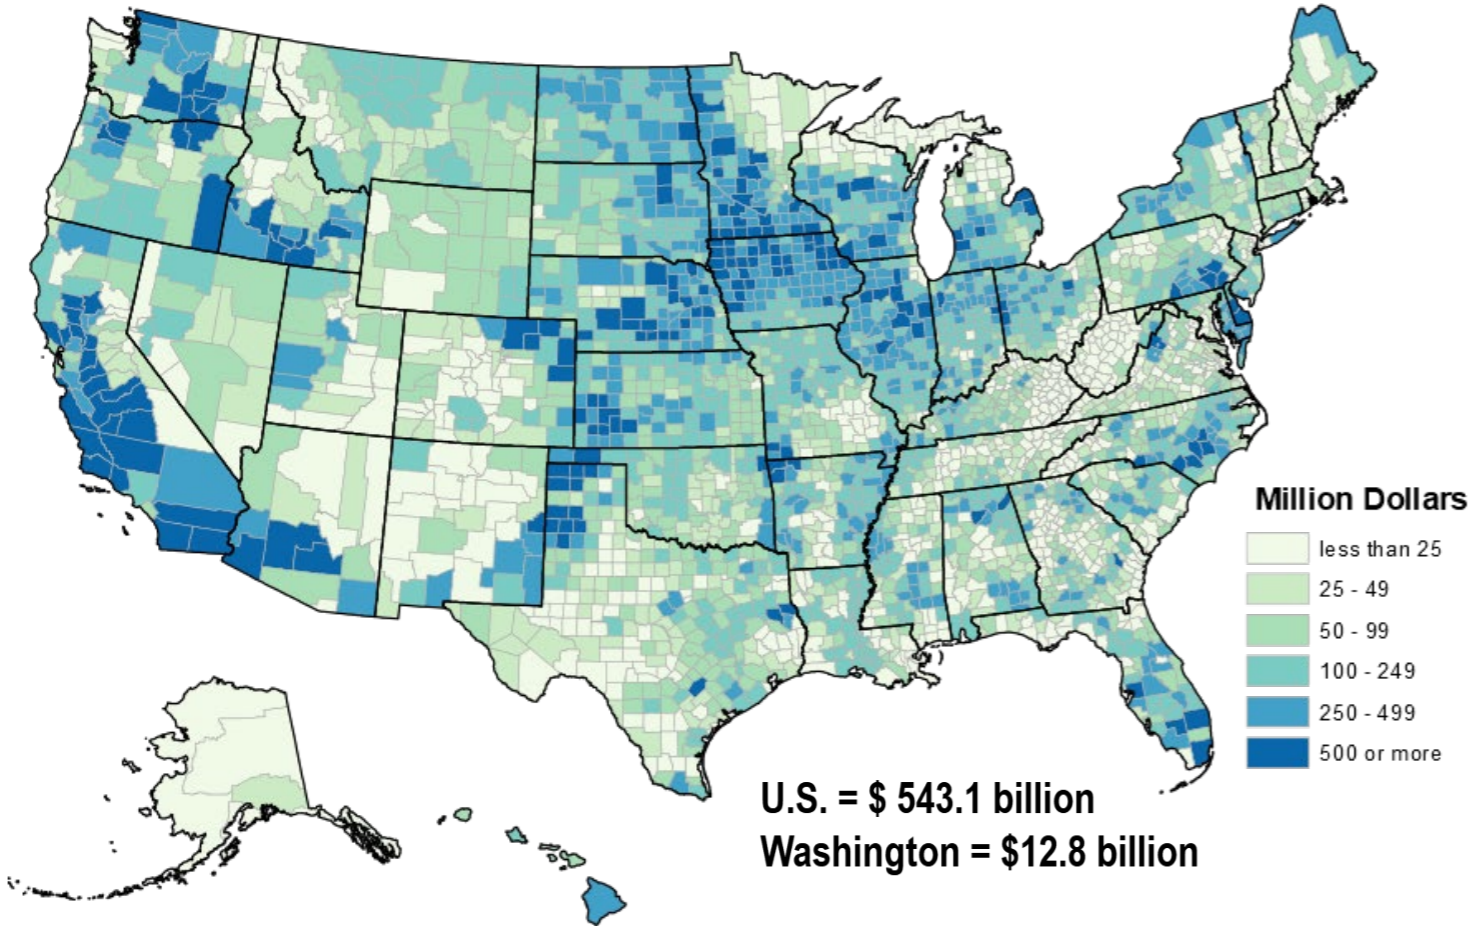 Million Dollars
less than 25
25 - 49
50 - 99
100 - 249
250 - 499
500 or more
U.S. = $ 543.1 billion
Washington = $12.8 billion